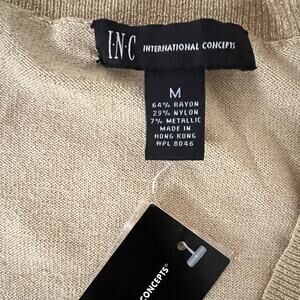 I·N·C INTERNATIONAL CONCEPTS
M
64% RAYON
29% NYLON
7% METALLIC
MADE IN
HONG KONG
WPL 8046
CONCEPTS®